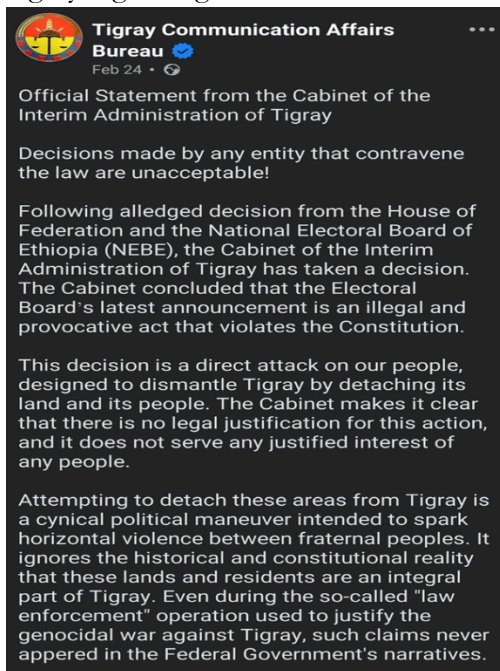 Tigray Communication Affairs
Bureau
Feb 24
Official Statement from the Cabinet of the
Interim Administration of Tigray
Decisions made by any entity that contravene
the law are unacceptable!
Following alledged decision from the House of
Federation and the National Electoral Board of
Ethiopia (NEBE), the Cabinet of the Interim
Administration of Tigray has taken a decision.
The Cabinet concluded that the Electoral
Board's latest announcement is an illegal and
provocative act that violates the Constitution.
This decision is a direct attack on our people,
designed to dismantle Tigray by detaching its
land and its people. The Cabinet makes it clear
that there is no legal justification for this action,
and it does not serve any justified interest of
any people.
Attempting to detach these areas from Tigray is
a cynical political maneuver intended to spark
horizontal violence between fraternal peoples. It
ignores the historical and constitutional reality
that these lands and residents are an integral
part of Tigray. Even during the so-called "law
enforcement" operation used to justify the
genocidal war against Tigray, such claims never
appered in the Federal Government's narratives.